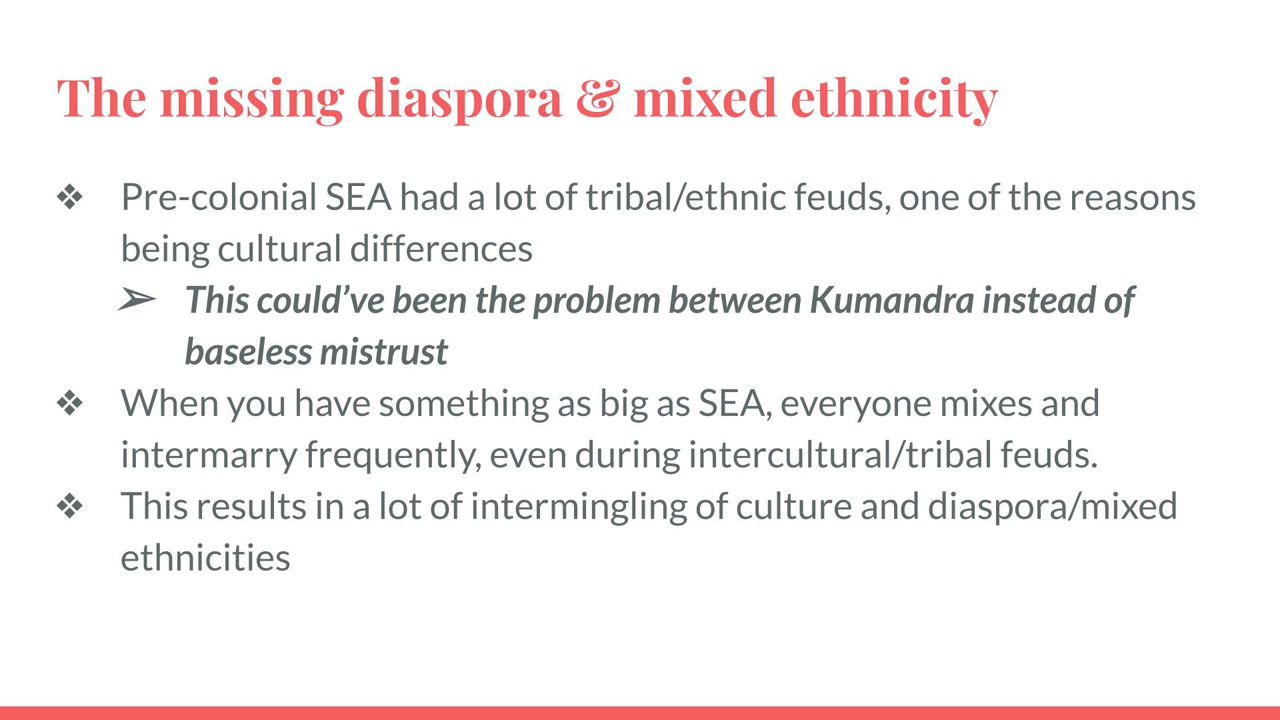 The missing diaspora & mixed ethnicity
❖ Pre-colonial SEA had a lot of tribal/ethnic feuds, one of the reasons
being cultural differences
➢ This could’ve been the problem between Kumandra instead of
baseless mistrust
❖ When you have something as big as SEA, everyone mixes and
intermarry frequently, even during intercultural/tribal feuds.
❖ This results in a lot of intermingling of culture and diaspora/mixed
ethnicities